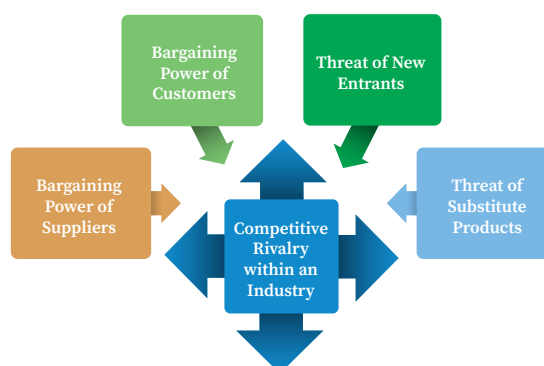 Bargaining
Power of
Customers
Threat of New
Entrants
Bargaining
Power of
Suppliers
Competitive
Rivalry
within an
Industry
Threat of
Substitute
Products